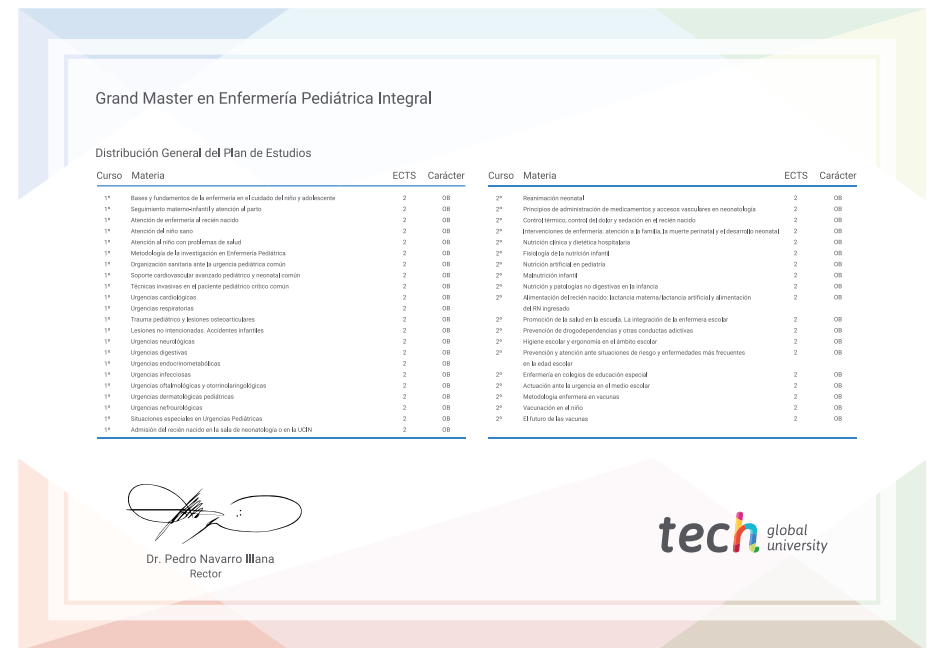 Grand Master en Enfermería Pediátrica Integral
Distribución General del Plan de Estudios
Curso Materia ECTS Carácter
1º Bases y fundamentos de la enfermería en el cuidado del niño y adolescente 2 OB
1º Seguimiento materno-infantil y atención al parto 2 OB
1º Atención de enfermería al recién nacido 2 OB
1º Atención del niño sano 2 OB
1º Atención al niño con problemas de salud 2 OB
1º Metodología de la investigación en Enfermería Pediátrica 2 OB
1º Organización sanitaria ante la urgencia pediátrica común 2 OB
1º Soporte cardiovascular avanzado pediátrico y neonatal común 2 OB
1º Técnicas invasivas en el paciente pediátrico crítico común 2 OB
1º Urgencias cardiológicas 2 OB
1º Urgencias respiratorias 2 OB
1º Trauma pediátrico y lesiones osteoarticulares 2 OB
1º Lesiones no intencionadas. Accidentes infantiles 2 OB
1º Urgencias neurológicas 2 OB
1º Urgencias digestivas 2 OB
1º Urgencias endocrinometabólicas 2 OB
1º Urgencias infecciosas 2 OB
1º Urgencias oftalmológicas y otorrinolaringológicas 2 OB
1º Urgencias dermatológicas pediátricas 2 OB
1º Urgencias nefrourológicas 2 OB
1º Situaciones especiales en Urgencias Pediátricas 2 OB
1º Admisión del recién nacido en la sala de neonatología o en la UCIN 2 OB
Curso Materia ECTS Carácter
2º Reanimación neonatal 2 OB
2º Principios de administración de medicamentos y accesos vasculares en neonatología 2 OB
2º Control térmico, control del dolor y sedación en el recién nacido 2 OB
2º Intervenciones de enfermería: atención a la familia, la muerte perinatal y el desarrollo neonatal 2 OB
2º Nutrición clínica y dietética hospitalaria 2 OB
2º Fisiología de la nutrición infantil 2 OB
2º Nutrición artificial en pediatría 2 OB
2º Malnutrición infantil 2 OB
2º Nutrición y patologías no digestivas en la infancia 2 OB
2º Alimentación del recién nacido: lactancia materna/lactancia artificial y alimentación 2 OB
del RN ingresado
2º Promoción de la salud en la escuela. La integración de la enfermera escolar 2 OB
2º Prevención de drogodependencias y otras conductas adictivas 2 OB
2º Higiene escolar y ergonomía en el ámbito escolar 2 OB
2º Prevención y atención ante situaciones de riesgo y enfermedades más frecuentes 2 OB
en la edad escolar
2º Enfermería en colegios de educación especial 2 OB
2º Actuación ante la urgencia en el medio escolar 2 OB
2º Metodología enfermera en vacunas 2 OB
2º Vacunación en el niño 2 OB
2º El futuro de las vacunas 2 OB
Dr. Pedro Navarro Illana
Rector
tech global
university